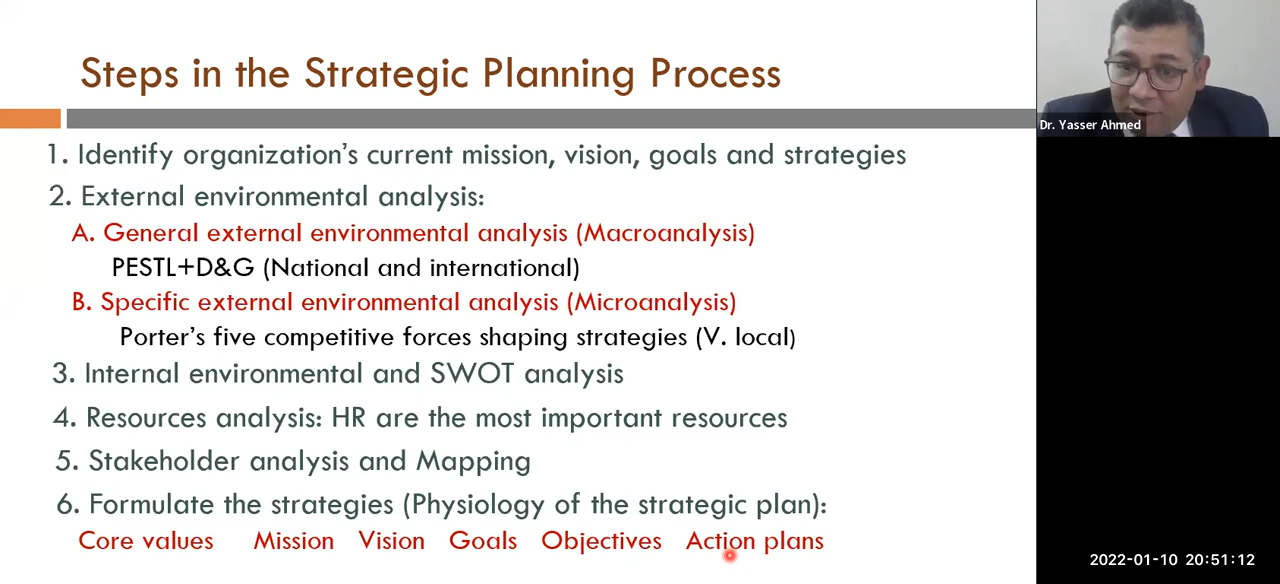 Steps in the Strategic Planning Process
Dr. Yasser Ahmed
1. Identify organization's current mission, vision, goals and strategies
2. External environmental analysis:
A. General external environmental analysis (Macroanalysis)
PESTL+D&G (National and international)
B. Specific external environmental analysis (Microanalysis)
Porter's five competitive forces shaping strategies (V. local)
3. Internal environmental and SWOT analysis
4. Resources analysis: HR are the most important resources
5. Stakeholder analysis and Mapping
6. Formulate the strategies (Physiology of the strategic plan):
Core values Mission Vision Goals Objectives Action plans
2022-01-10 20:51:12